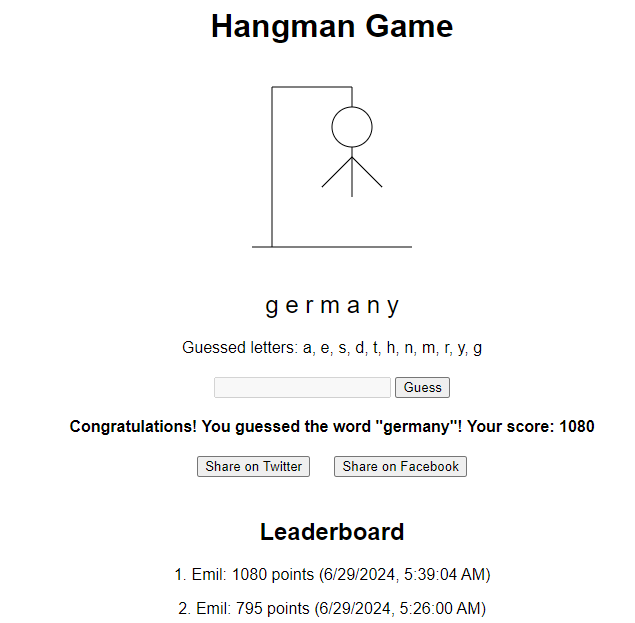 Hangman Game
g e r m a n y
Guessed letters: a, e, s, d, t, h, n, m, r, y, g
Guess
Congratulations! You guessed the word "germany"! Your score: 1080
Share on Twitter Share on Facebook
Leaderboard
1. Emil: 1080 points (6/29/2024, 5:39:04 AM)
2. Emil: 795 points (6/29/2024, 5:26:00 AM)